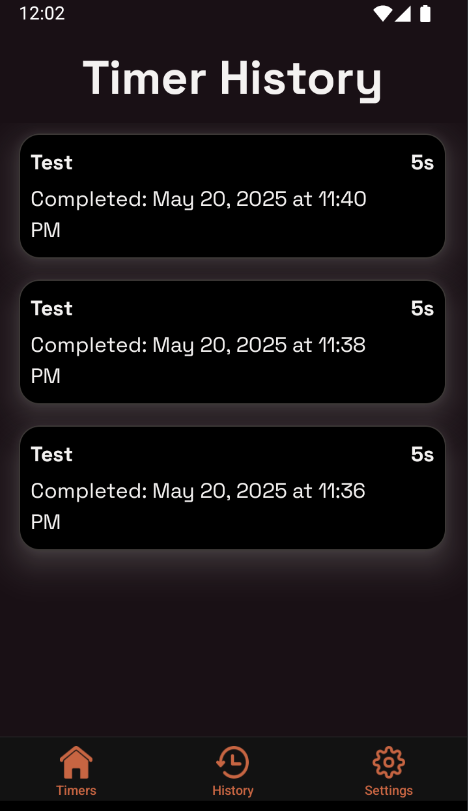 12:02
Timer History
Test 5s
Completed: May 20, 2025 at 11:40
PM
Test 5s
Completed: May 20, 2025 at 11:38
PM
Test 5s
Completed: May 20, 2025 at 11:36
PM
Timers History Settings